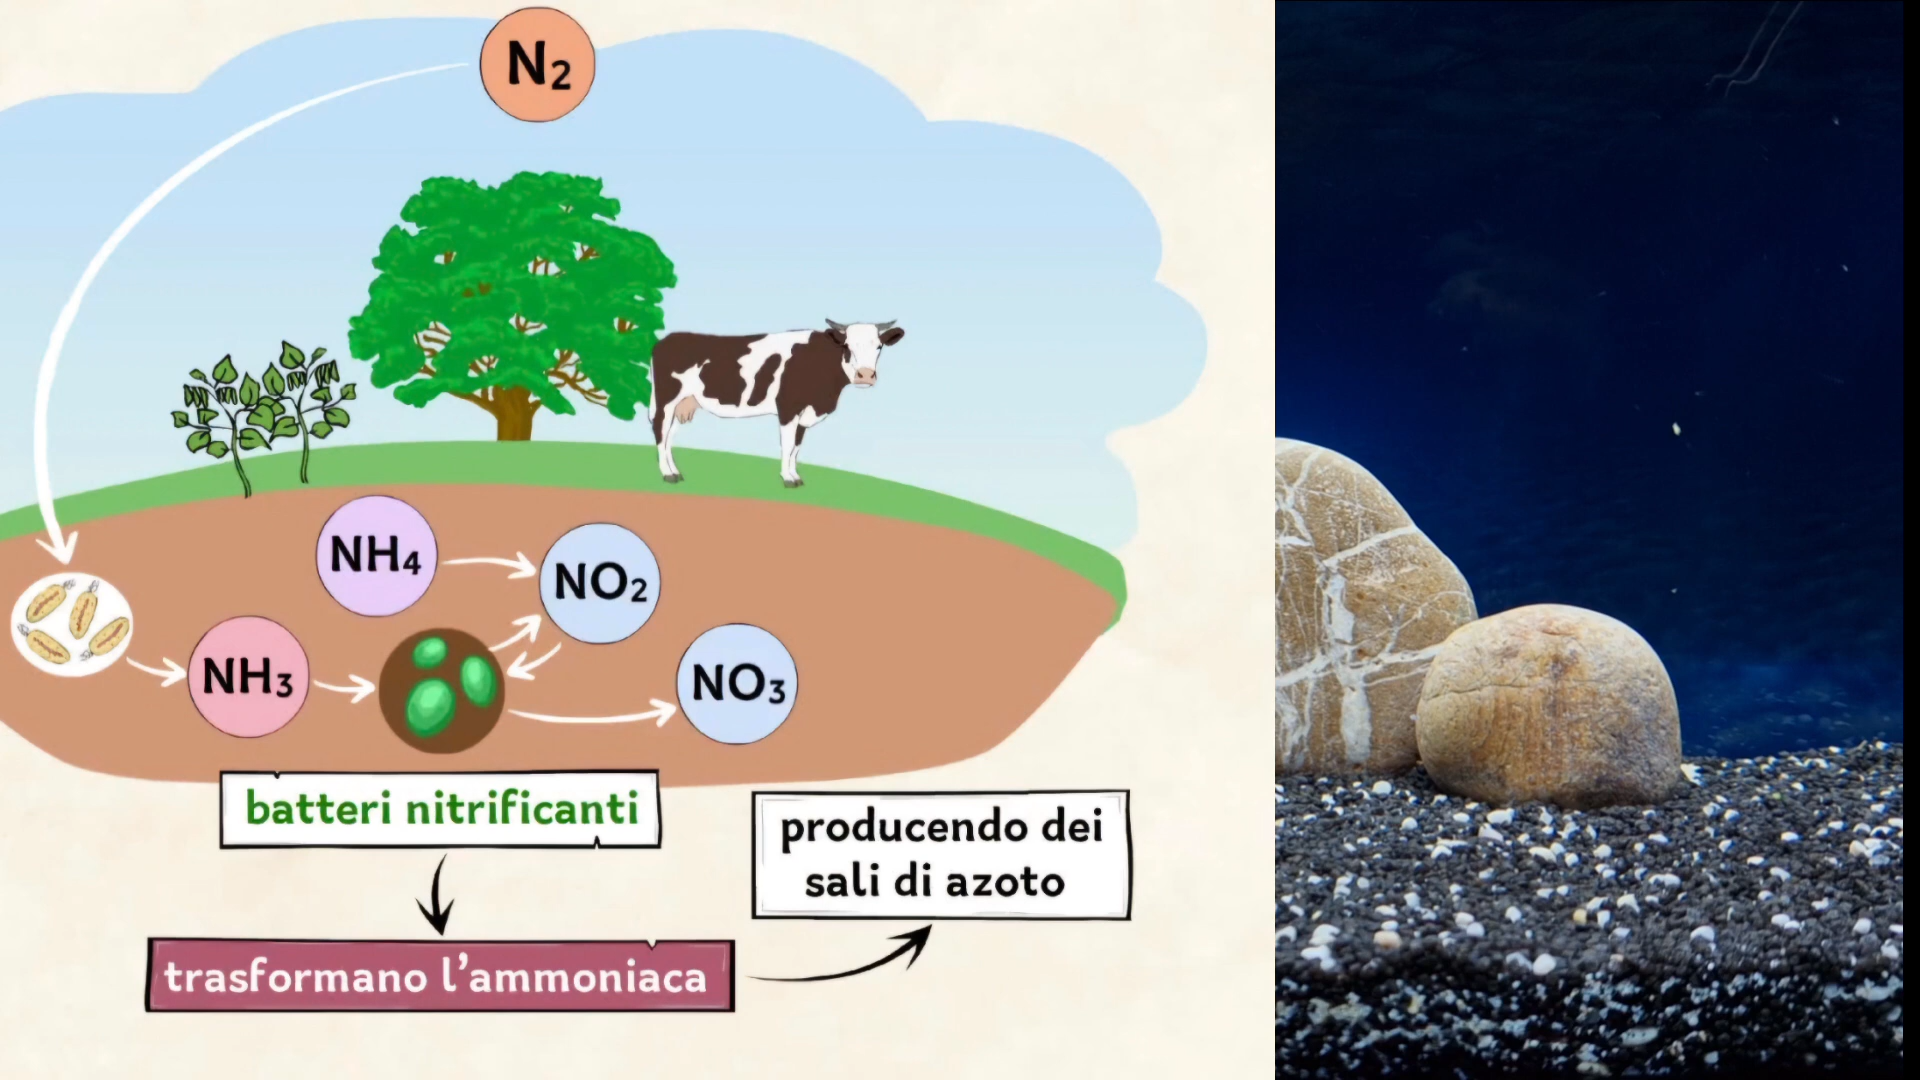 N₂
NH₄
NO₂
NH₃
NO₃
batteri nitrificanti
producendo dei
sali di azoto
trasformano l'ammoniaca